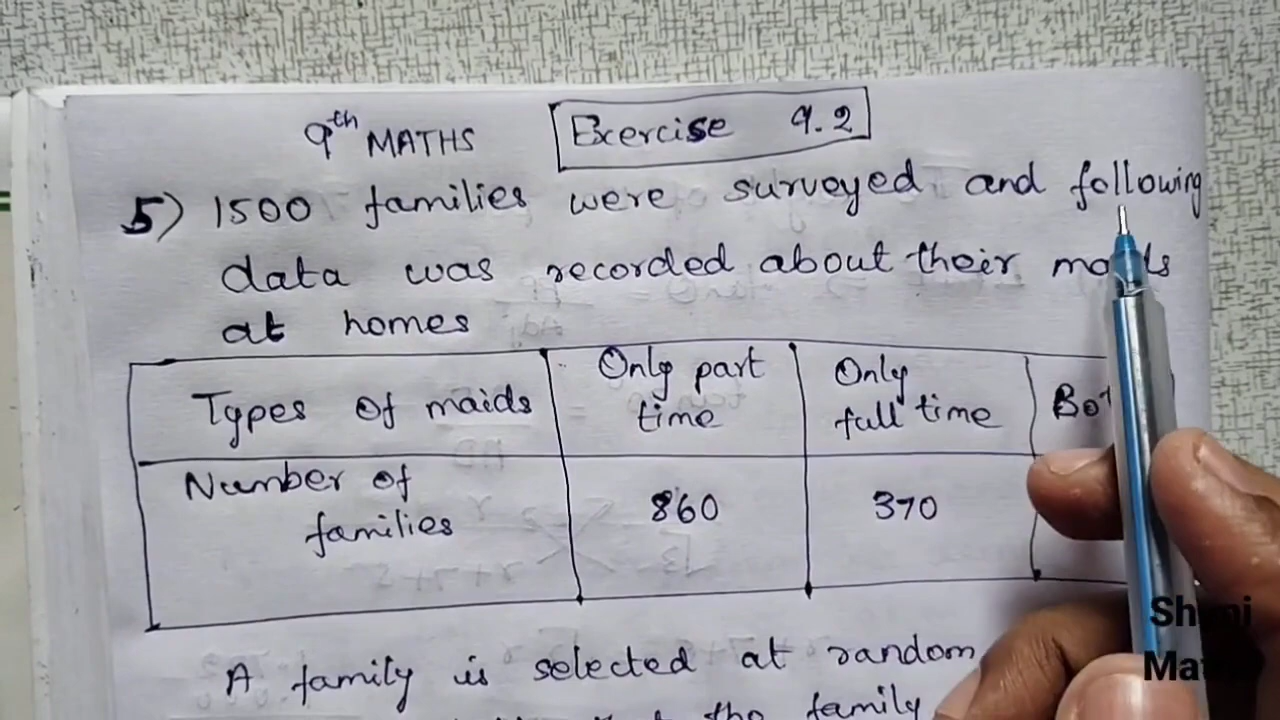 9th MATHS Exercise 9.2
5) 1500 families were surveyed and following
data was recorded about their
at homes
Types of maids Only part time Only full time
Number of families 860 370
A family is selected at random
the family